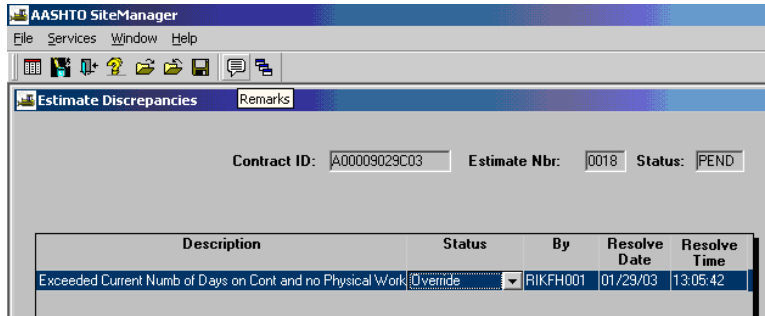 AASHTO SiteManager
File Services Window Help
Estimate Discrepancies
Remarks
Contract ID: A00009029C03 Estimate Nbr: 0018 Status: PEND
Description Status By Resolve Date Resolve Time
Exceeded Current Numb of Days on Cont and no Physical Work Override RIKFH001 01/29/03 13:05:42